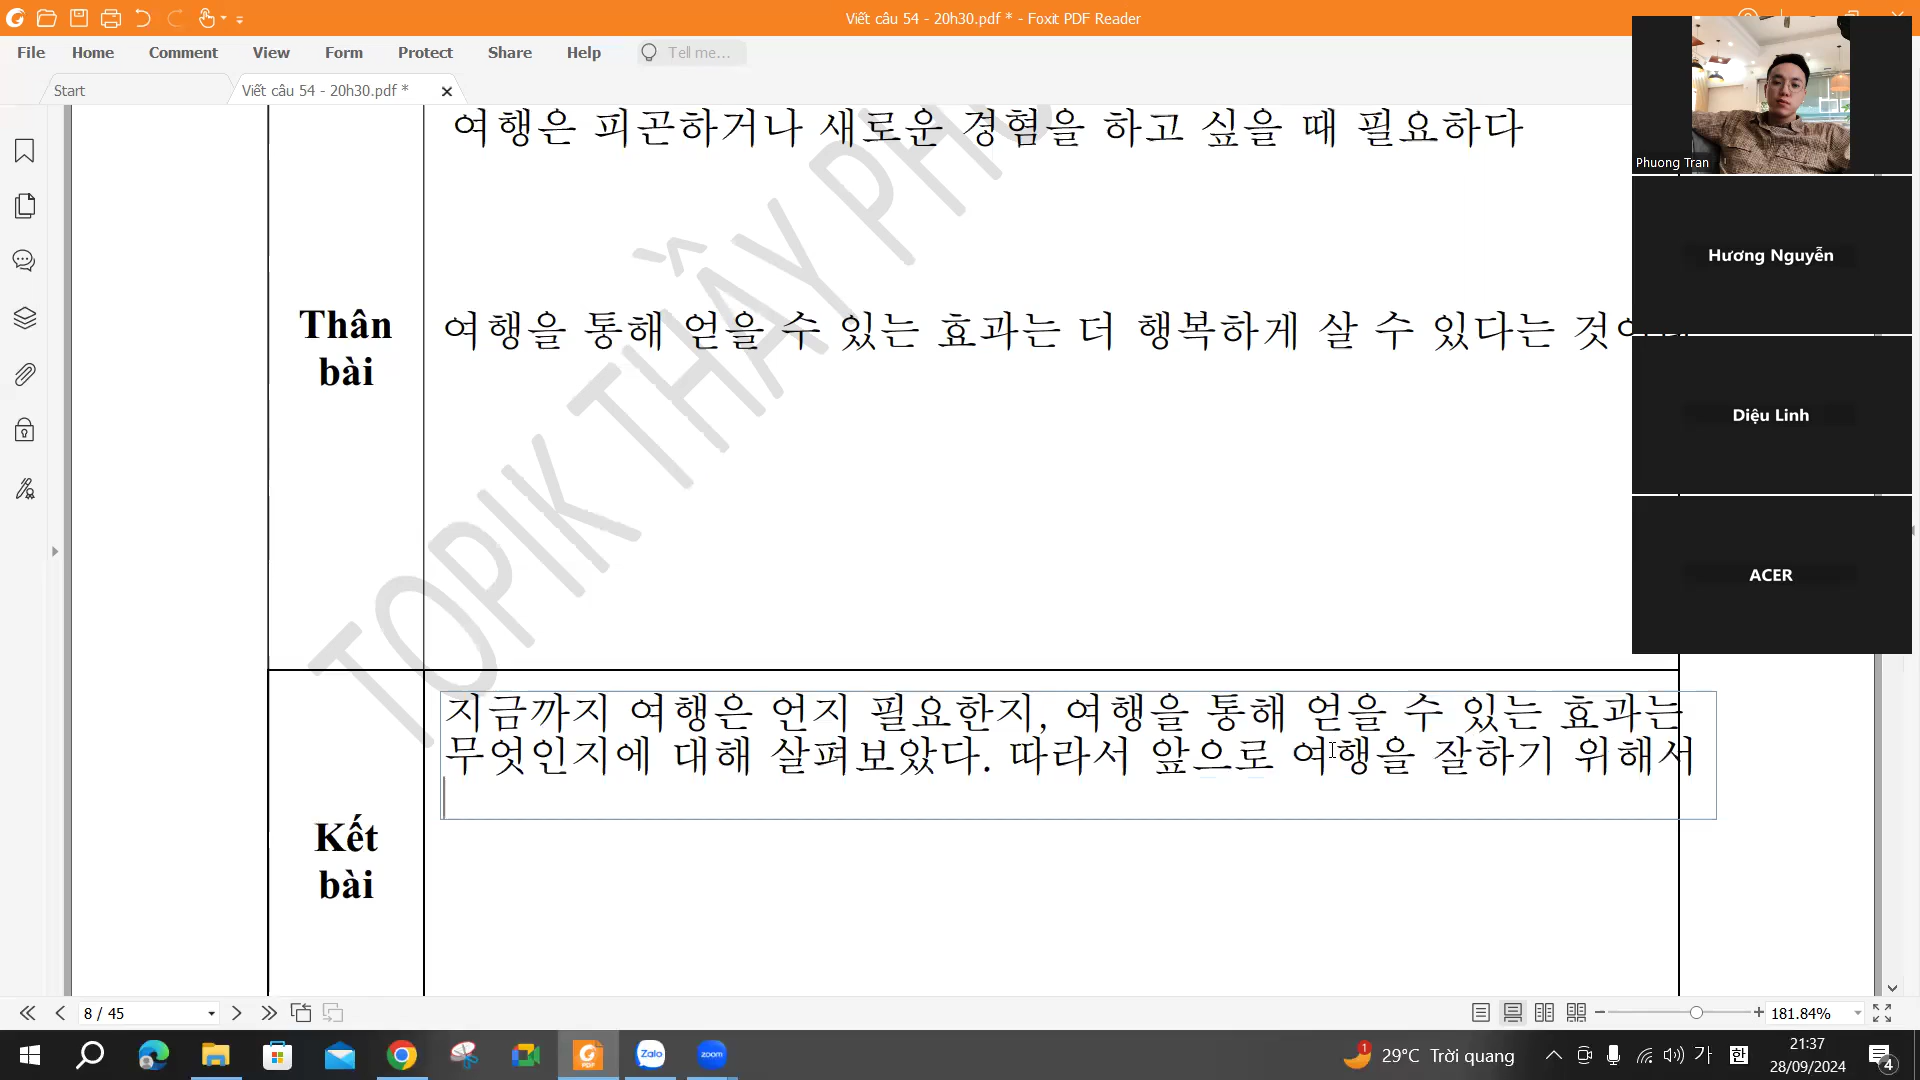 Viết câu 54 - 20h30.pdf * - Foxit PDF Reader
File Home Comment View Form Protect Share Help Tell me...
Start Viết câu 54 - 20h30.pdf *
여행은 피곤하거나 새로운 경험을 하고 싶을 때 필요하다
Phuong Tran
Hương Nguyễn
Thân
bài
여행을 통해 얻을 수 있는 효과는 더 행복하게 살 수 있다는
Diệu Linh
TOPIK THẦY
ACER
지금까지 여행은 언지 필요한지, 여행을 통해 얻을 수 있는 효과는
무엇인지에 대해 살펴보았다. 따라서 앞으로 여행을 잘하기 위해서
Kết
bài
8 / 45
181.84%
Zalo
zoom
29°C Trời quang
가 한
21:37
28/09/2024
4